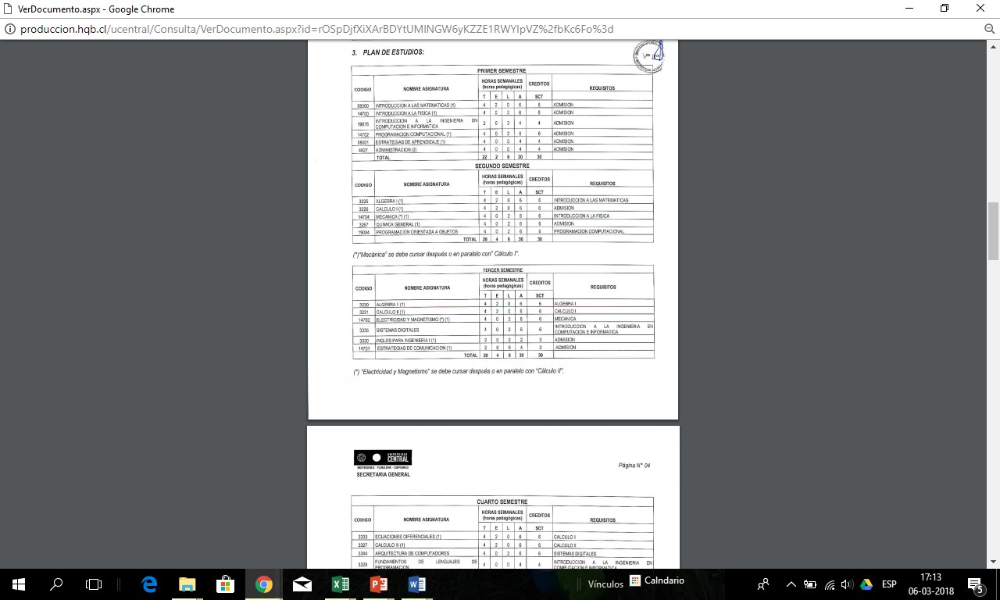 VerDocumento.aspx - Google Chrome
produccion.hqb.cl/ucentral/Consulta/VerDocumento.aspx?id=rOSpDjfXiXArBDYtUMINGW6yKZZE1RWYIpVZ%2fbKc6Fo%3d
3. PLAN DE ESTUDIOS:
PRIMER SEMESTRE
CODIGO NOMBRE ASIGNATURA HORAS SEMANALES (horas pedagógicas) CREDITOS REQUISITOS
T E L A SCT
58000 INTRODUCCION A LAS MATEMATICAS (1) 4 2 0 6 6 ADMISION
14700 INTRODUCCION A LA FISICA (1) 4 0 2 6 6 ADMISION
19076 INTRODUCCION A LA INGENIERIA EN COMPUTACION E INFORMATICA 2 0 2 4 4 ADMISION
14702 PROGRAMACION COMPUTACIONAL (1) 4 0 2 6 6 ADMISION
58001 ESTRATEGIAS DE APRENDIZAJE (1) 4 0 0 4 4 ADMISION
4627 ADMINISTRACION (2) 4 0 0 4 4 ADMISION
TOTAL 22 2 6 30 30
SEGUNDO SEMESTRE
CODIGO NOMBRE ASIGNATURA HORAS SEMANALES (horas pedagógicas) CREDITOS REQUISITOS
T E L A SCT
3225 ALGEBRA I (1) 4 2 0 6 6 INTRODUCCION A LAS MATEMATICAS
3226 CALCULO I (1) 4 2 0 6 6 ADMISION
14704 MECANICA (*) (1) 4 0 2 6 6 INTRODUCCION A LA FISICA
3267 QUIMICA GENERAL (1) 4 0 2 6 6 ADMISION
19084 PROGRAMACION ORIENTADA A OBJETOS 4 0 2 6 6 PROGRAMACION COMPUTACIONAL
TOTAL 20 4 6 30 30
(*)"Mecánica" se debe cursar después o en paralelo con" Cálculo I".
TERCER SEMESTRE
CODIGO NOMBRE ASIGNATURA HORAS SEMANALES (horas pedagógicas) CREDITOS REQUISITOS
T E L A SCT
3230 ALGEBRA II (1) 4 2 0 6 6 ALGEBRA I
3231 CALCULO II (1) 4 2 0 6 6 CALCULO I
14703 ELECTRICIDAD Y MAGNETISMO (*) (1) 4 0 2 6 6 MECANICA
3335 SISTEMAS DIGITALES 4 0 2 6 6 INTRODUCCION A LA INGENIERIA EN COMPUTACION E INFORMATICA
3330 INGLES PARA INGENIERIA I (1) 2 0 2 2 3 ADMISION
14701 ESTRATEGIAS DE COMUNICACION (1) 2 0 0 4 3 ADMISION
TOTAL 20 4 6 30 30
(*) "Electricidad y Magnetismo" se debe cursar después o en paralelo con "Cálculo II".
UNIVERSIDAD
CENTRAL
INDEPENDENCIA - PLURALISMO - COMPROMISO
SECRETARIA GENERAL
Página N° 04
CUARTO SEMESTRE
CODIGO NOMBRE ASIGNATURA HORAS SEMANALES (horas pedagógicas) CREDITOS REQUISITOS
T E L A SCT
3333 ECUACIONES DIFERENCIALES (1) 4 2 0 6 6 CALCULO II
3327 CALCULO III (1) 4 2 0 6 6 CALCULO II
3344 ARQUITECTURA DE COMPUTADORES 4 0 2 6 6 SISTEMAS DIGITALES
3329 FUNDAMENTOS DE LENGUAJES DE PROGRAMACION 4 0 0 4 4 INTRODUCCION A LA INGENIERIA EN COMPUTACION E INFORMATICA
Vínculos Calndario ESP 17:13
06-03-2018 5